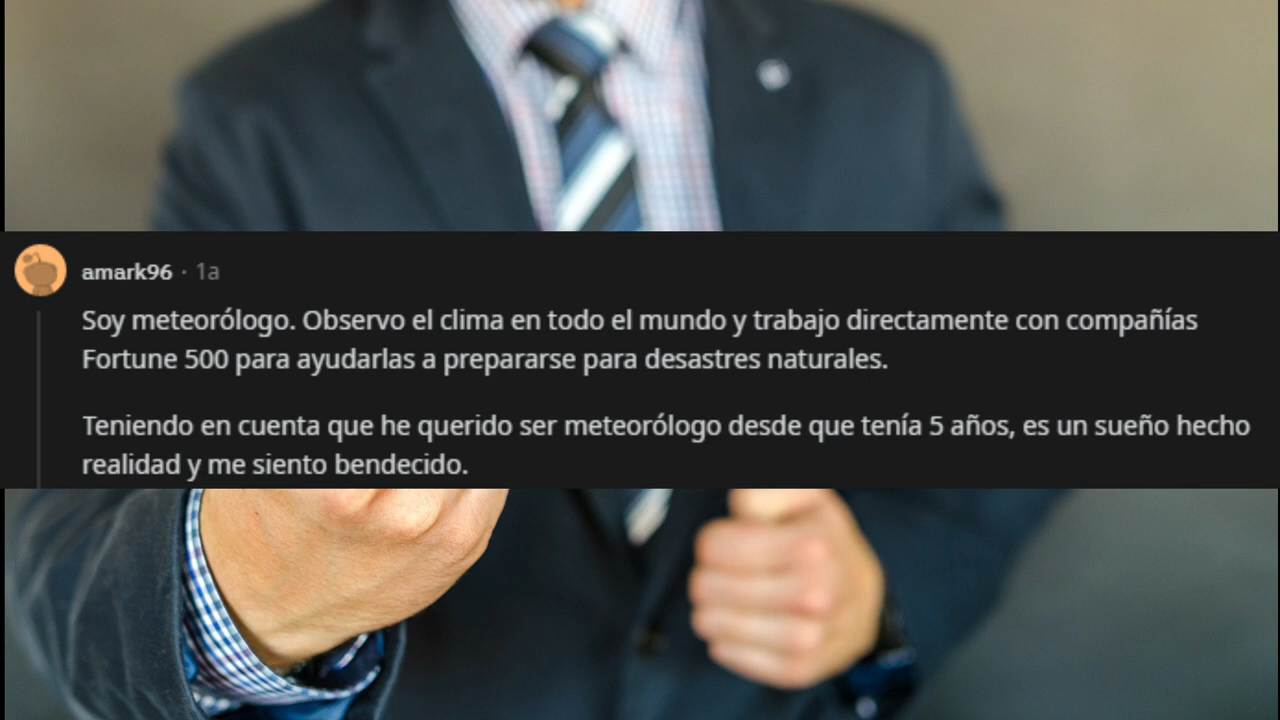 amark96 · 1a
Soy meteorólogo. Observo el clima en todo el mundo y trabajo directamente con compañías
Fortune 500 para ayudarlas a prepararse para desastres naturales.
Teniendo en cuenta que he querido ser meteorólogo desde que tenía 5 años, es un sueño hecho
realidad y me siento bendecido.